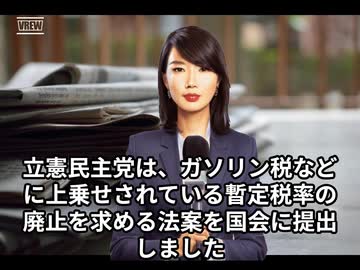 VREW
立憲民主党は、ガソリン税など
に上乗せされている暫定税率の
廃止を求める法案を国会に提出
しました